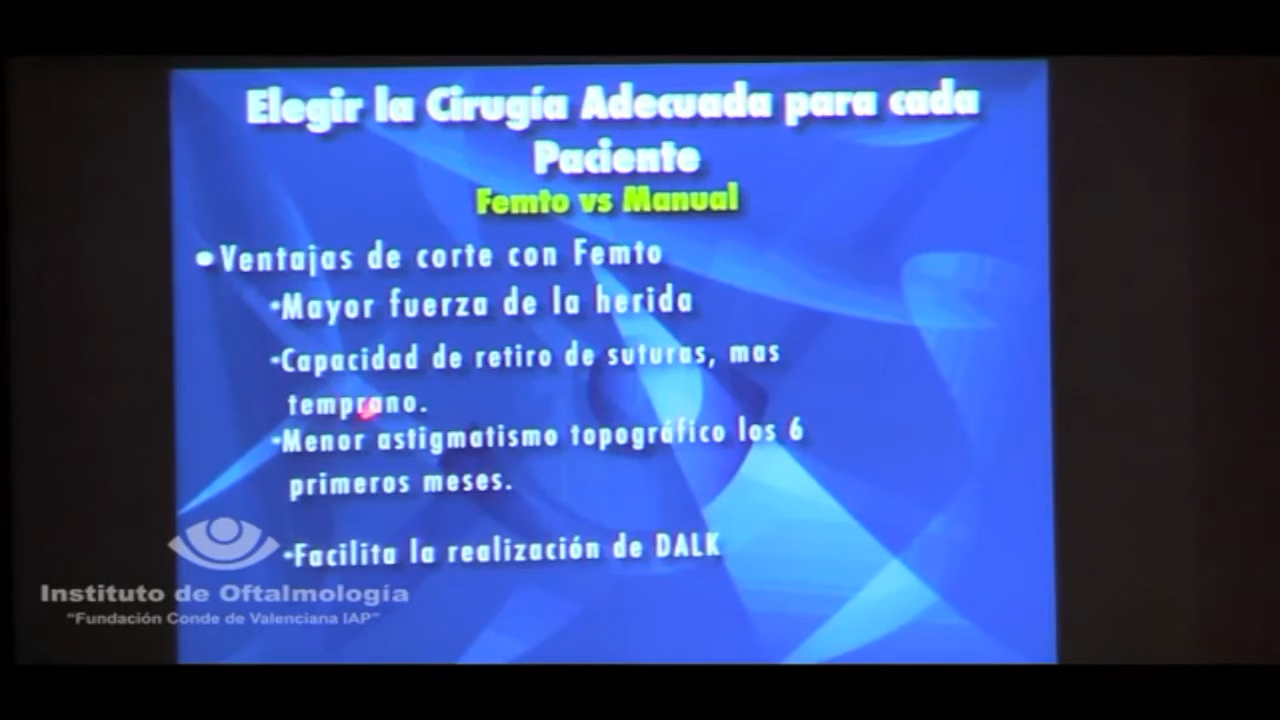 Elegir la Cirugía Adecuada para cada
Paciente
Femto vs Manual
•Ventajas de corte con Femto
•Mayor fuerza de la herida
•Capacidad de retiro de suturas, mas
temprano.
•Menor astigmatismo topográfico los 6
primeros meses.
•Facilita la realización de DALK
Instituto de Oftalmología
"Fundación Conde de Valenciana IAP"